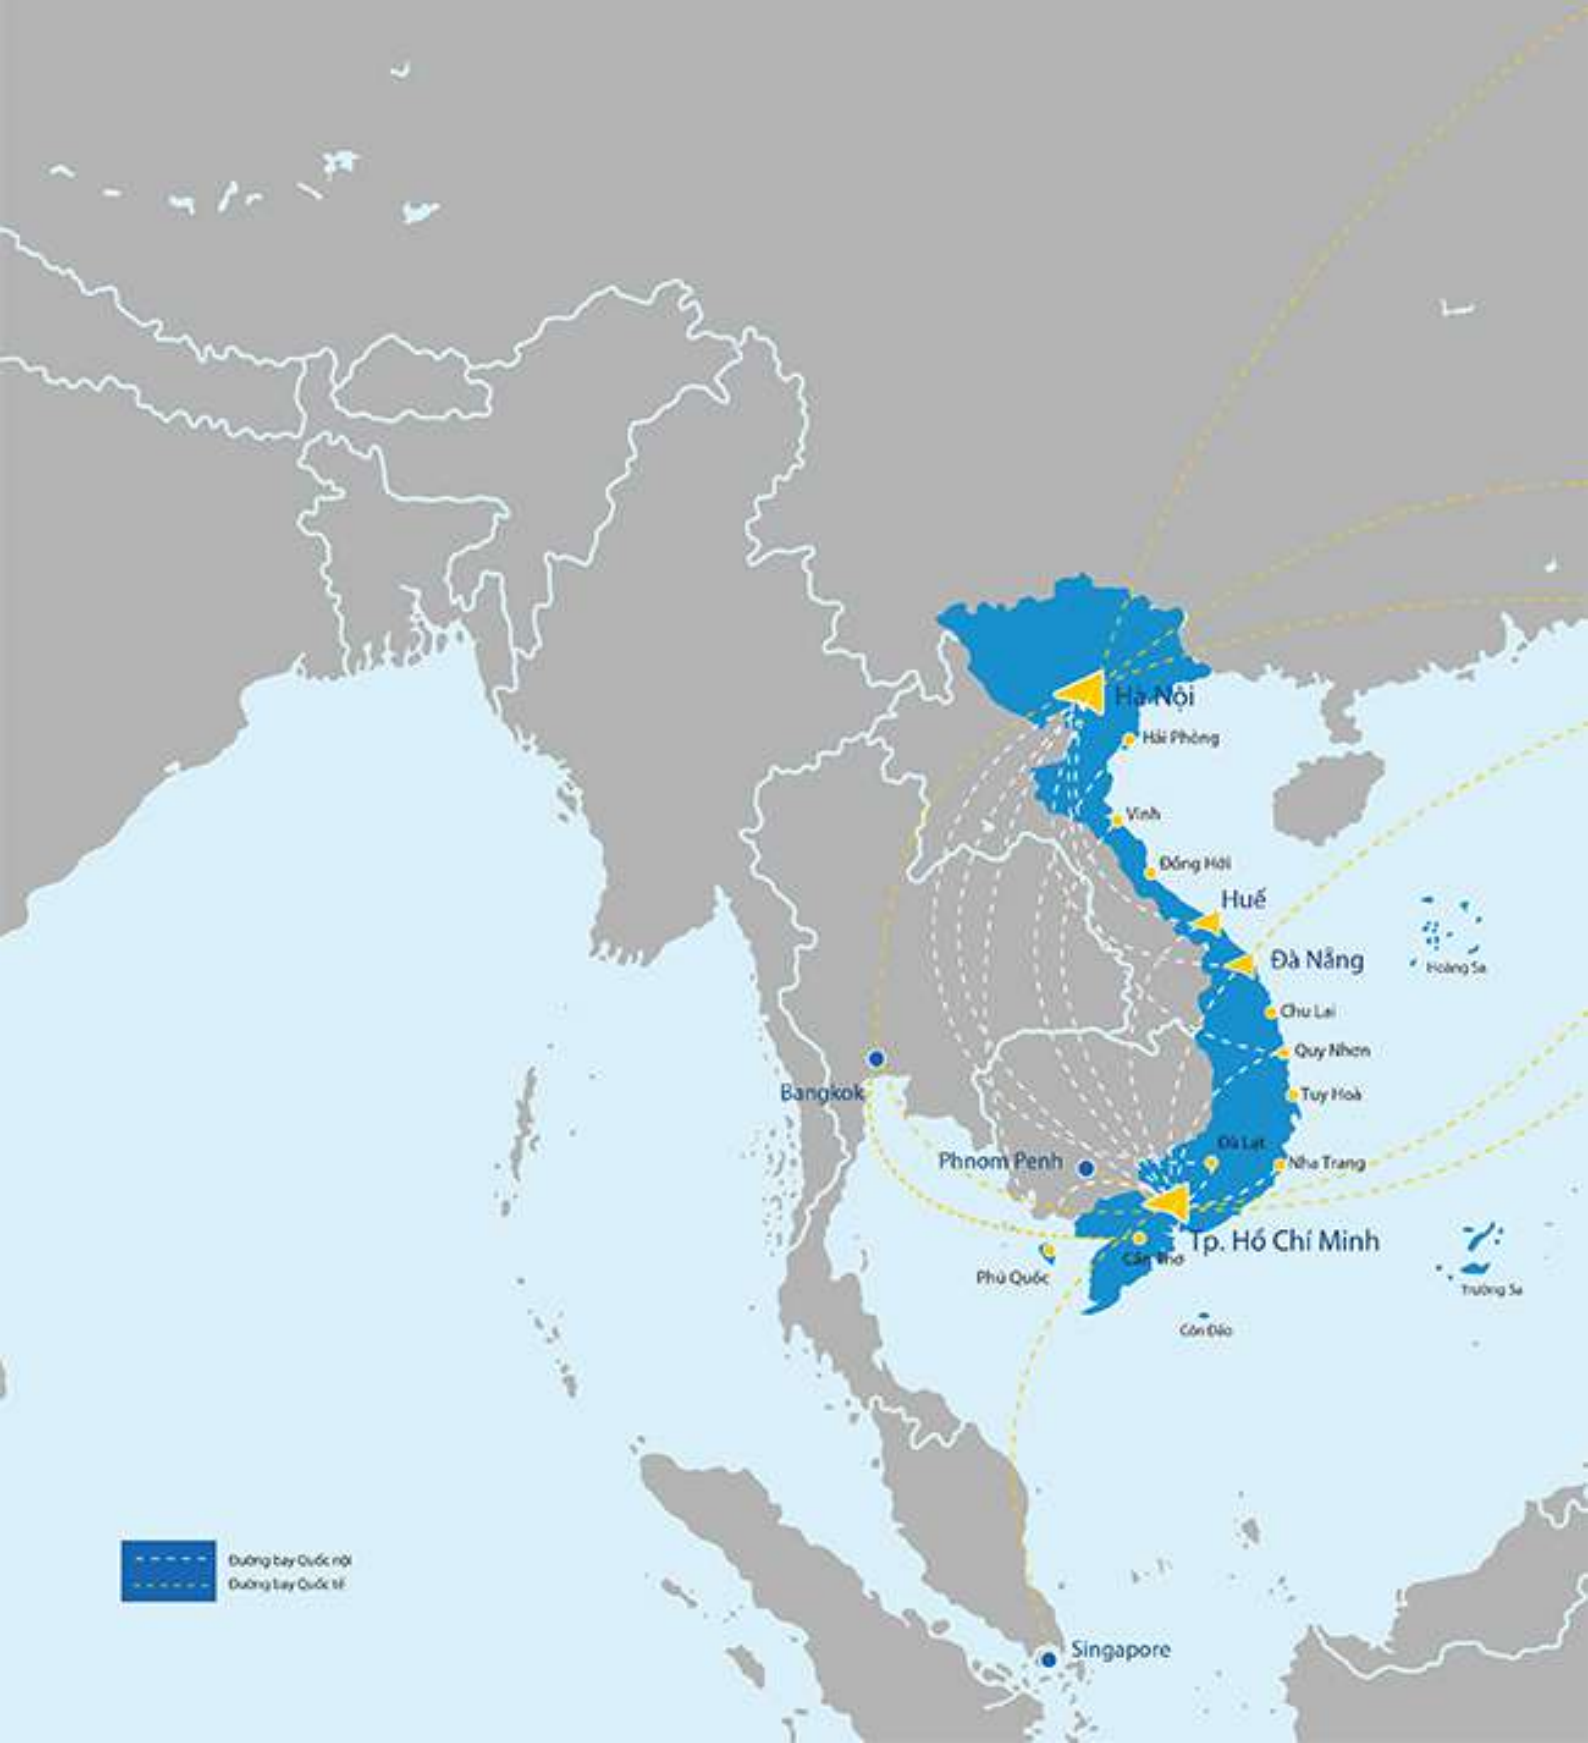 Hà Nội
Hải Phòng
Vinh
Đồng Hới
Huế
Đà Nẵng
Hoàng Sa
Chu Lai
Quy Nhơn
Bangkok
Tuy Hoà
Đà Lạt
Phnom Penh
Nha Trang
Tp. Hồ Chí Minh
Cần Thơ
Phú Quốc
Trường Sa
Côn Đảo
Đường bay Quốc nội
Đường bay Quốc tế
Singapore